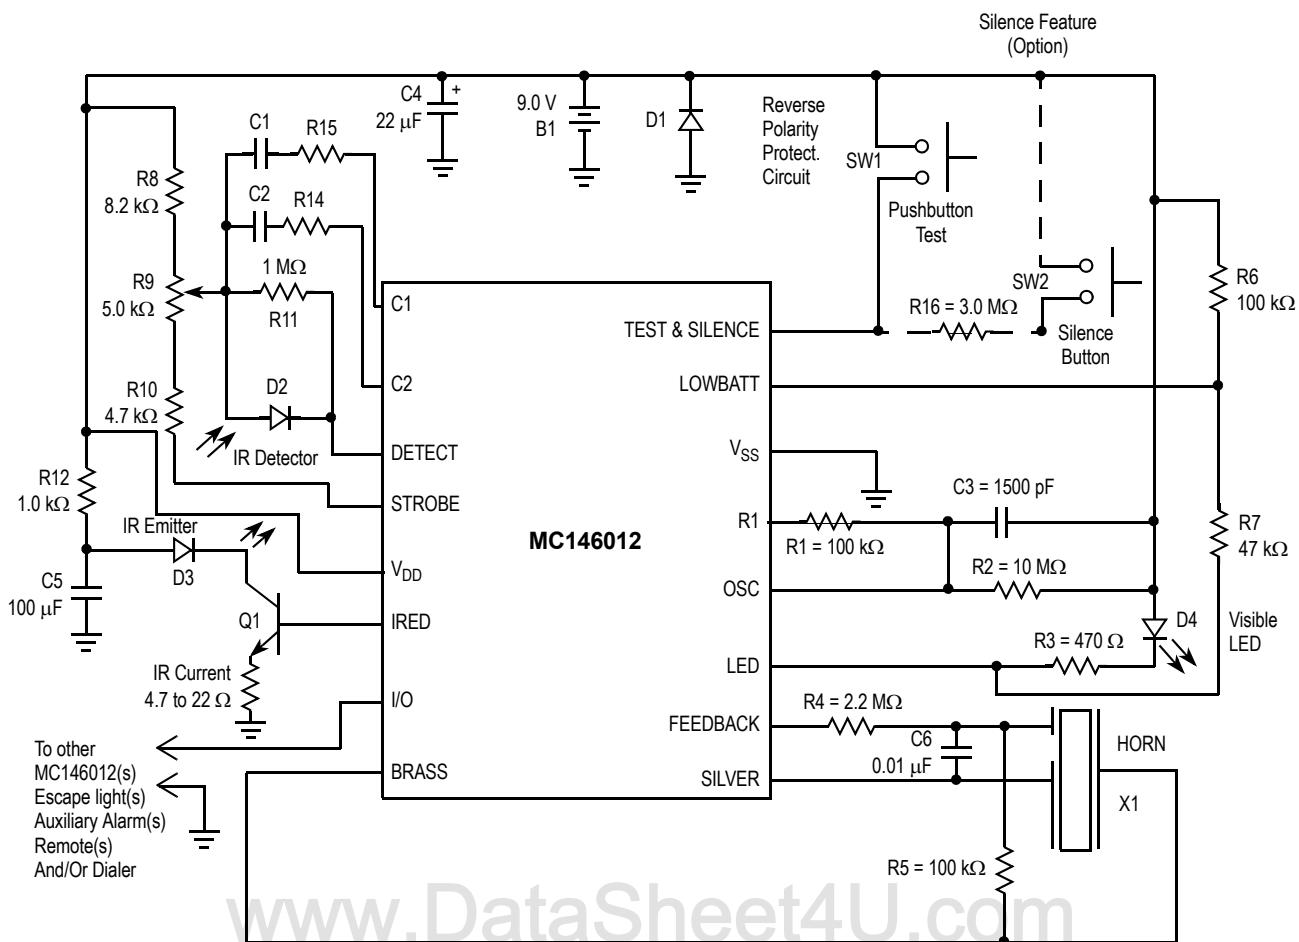 Silence Feature
(Option)
C4
+
22 μF
9.0 V
B1
D1
Reverse
Polarity
Protect.
Circuit
SW1
Pushbutton
Test
C1
R15
C2
R14
R8
8.2 kΩ
R9
5.0 kΩ
1 MΩ
R11
R10
4.7 kΩ
D2
IR Detector
R12
1.0 kΩ
IR Emitter
D3
C5
100 μF
Q1
IR Current
4.7 to 22 Ω
To other
MC146012(s)
Escape light(s)
Auxiliary Alarm(s)
Remote(s)
And/Or Dialer
C1
C2
DETECT
STROBE
VDD
IRED
I/O
BRASS
MC146012
TEST & SILENCE
LOWBATT
VSS
R1
OSC
LED
FEEDBACK
SILVER
SW2
R16 = 3.0 MΩ
Silence
Button
R6
100 kΩ
C3 = 1500 pF
R1 = 100 kΩ
R2 = 10 MΩ
R7
47 kΩ
D4
Visible
LED
R3 = 470 Ω
R4 = 2.2 MΩ
C6
0.01 μF
HORN
X1
R5 = 100 kΩ
www.DataSheet4U.com